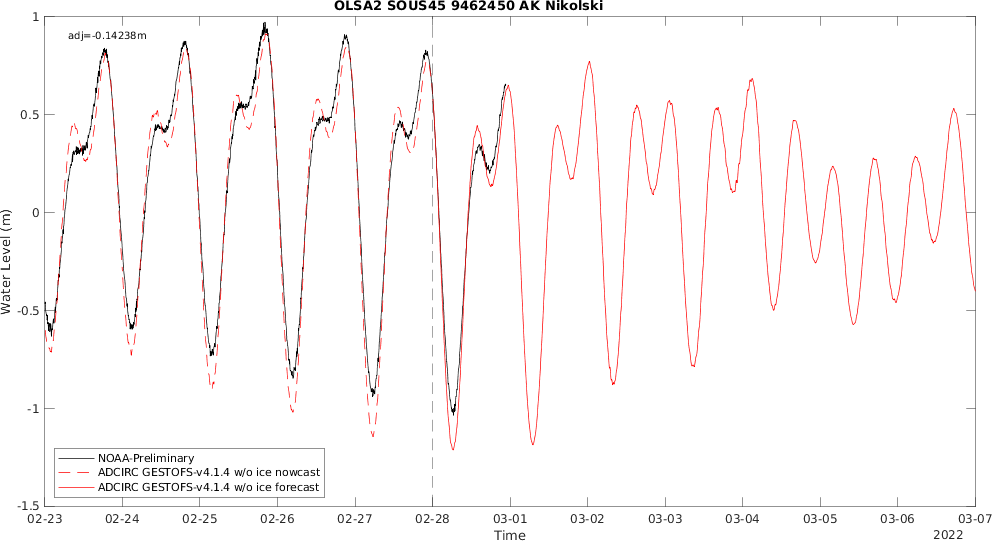 OLSA2 SOUS45 9462450 AK Nikolski
adj=-0.14238m
1
0.5
0
-0.5
-1
-1.5
Water Level (m)
NOAA-Preliminary
ADCIRC GESTOFS-v4.1.4 w/o ice nowcast
ADCIRC GESTOFS-v4.1.4 w/o ice forecast
02-23 02-24 02-25 02-26 02-27 02-28 03-01 03-02 03-03 03-04 03-05 03-06 03-07
Time
2022